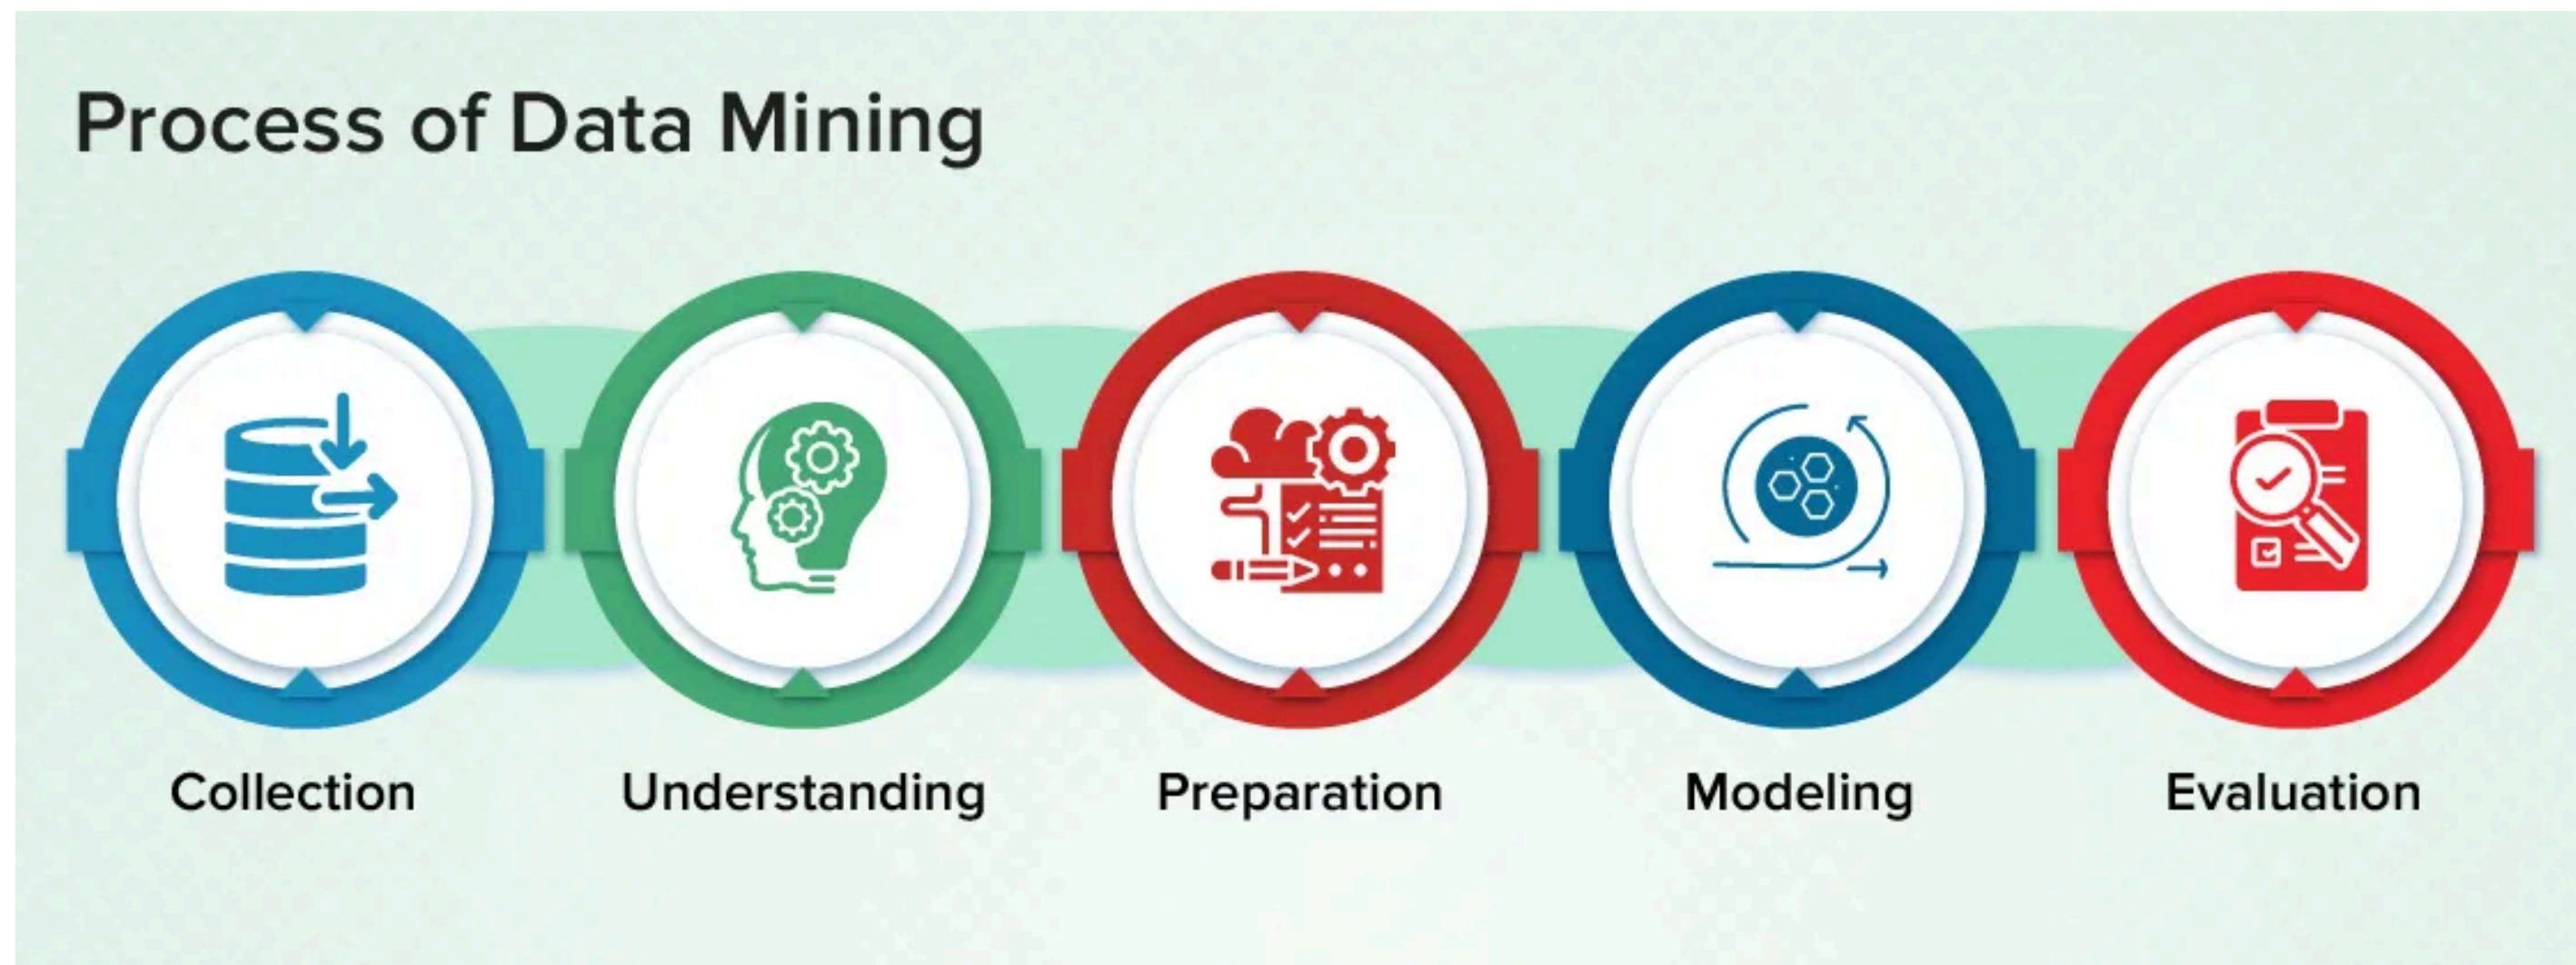 Process of Data Mining
Collection
Understanding
Preparation
Modeling
Evaluation